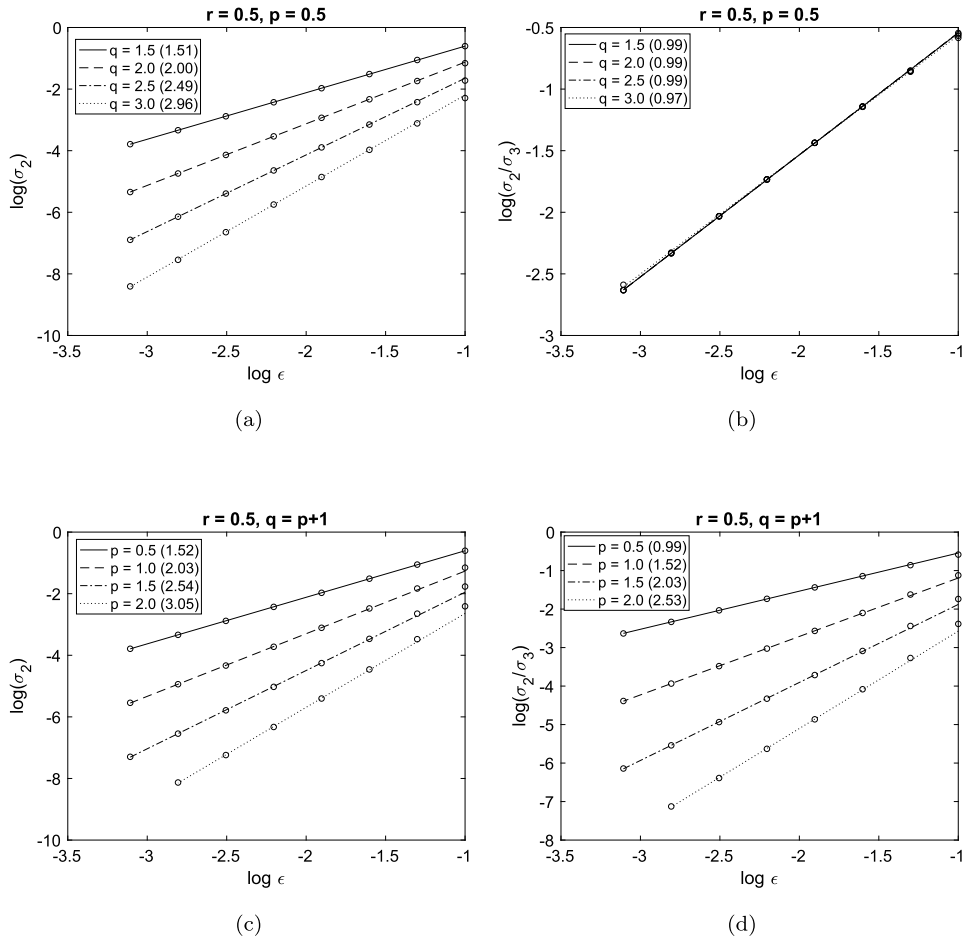 r = 0.5, p = 0.5
q = 1.5 (1.51)
q = 2.0 (2.00)
q = 2.5 (2.49)
q = 3.0 (2.96)
log(σ₂)
0
-2
-4
-6
-8
-10
-3.5 -3 -2.5 -2 -1.5 -1
log ϵ
(a)
r = 0.5, p = 0.5
q = 1.5 (0.99)
q = 2.0 (0.99)
q = 2.5 (0.99)
q = 3.0 (0.97)
log(σ₂/σ₃)
-0.5
-1
-1.5
-2
-2.5
-3
-3.5 -3 -2.5 -2 -1.5 -1
log ϵ
(b)
r = 0.5, q = p+1
p = 0.5 (1.52)
p = 1.0 (2.03)
p = 1.5 (2.54)
p = 2.0 (3.05)
log(σ₂)
0
-2
-4
-6
-8
-10
-3.5 -3 -2.5 -2 -1.5 -1
log ϵ
(c)
r = 0.5, q = p+1
p = 0.5 (0.99)
p = 1.0 (1.52)
p = 1.5 (2.03)
p = 2.0 (2.53)
log(σ₂/σ₃)
0
-1
-2
-3
-4
-5
-6
-7
-8
-3.5 -3 -2.5 -2 -1.5 -1
log ϵ
(d)